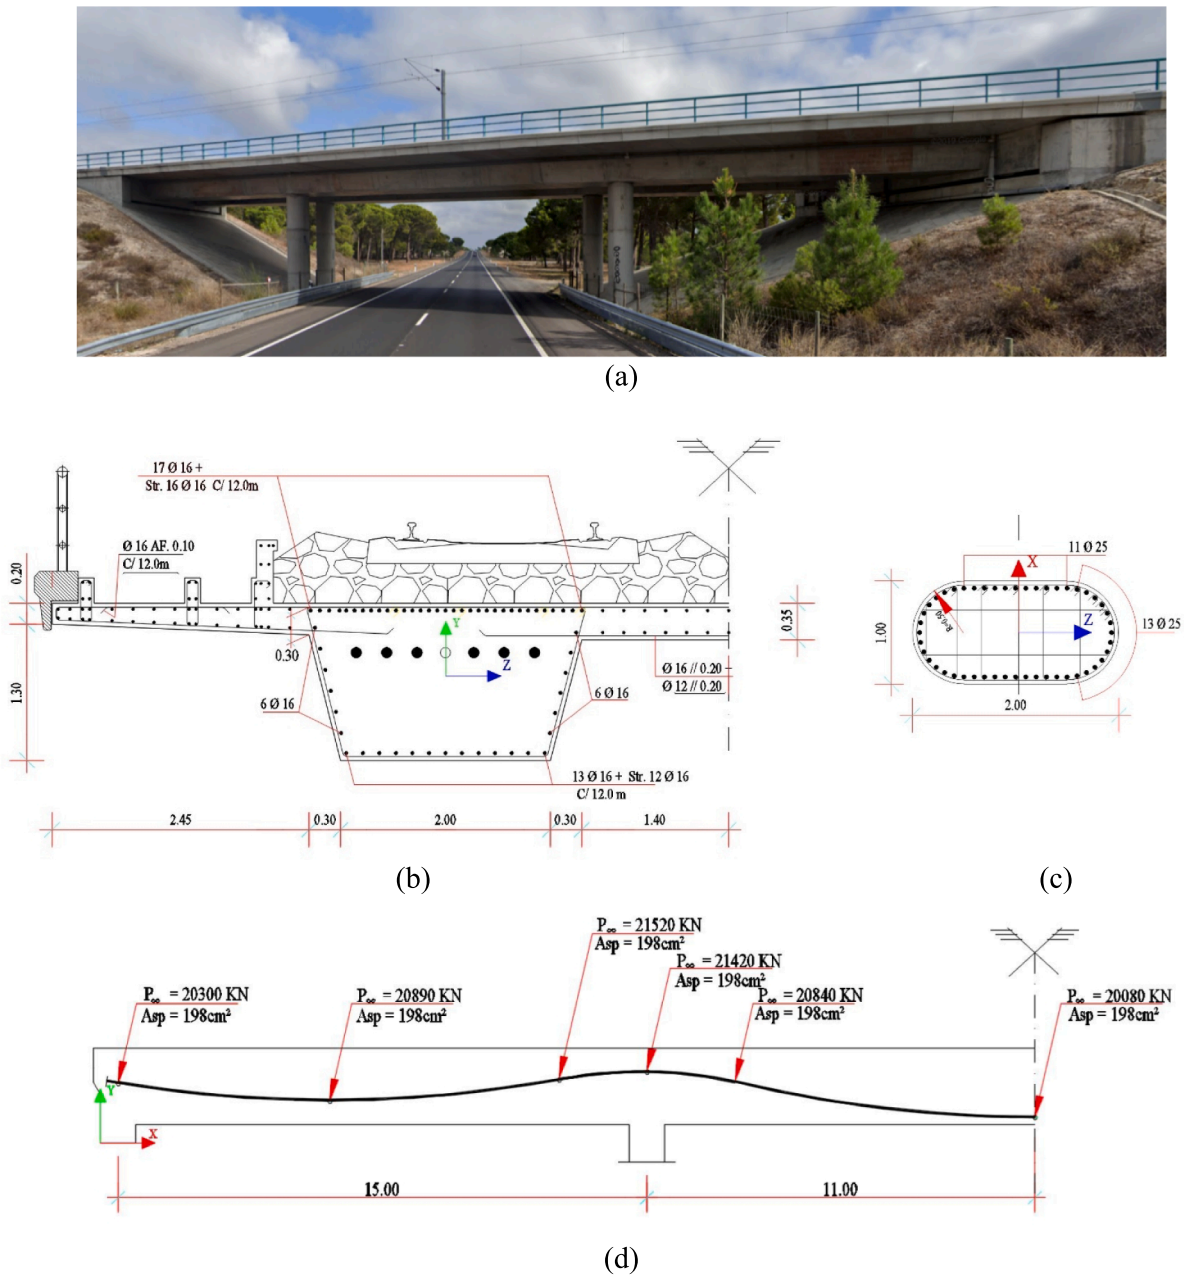 (a)
17 Ø 16 +
Str. 16 Ø 16 C/ 12.0m
Ø 16 AF. 0.10
C/ 12.0m
0.20
1.30
0.30
Y
Z
6 Ø 16
6 Ø 16
Ø 16 // 0.20
Ø 12 // 0.20
0.35
13 Ø 16 + Str. 12 Ø 16
C/ 12.0 m
2.45
0.30
2.00
0.30
1.40
(b)
11 Ø 25
X
Z
R=0.50
13 Ø 25
1.00
2.00
(c)
P∞ = 21520 KN
Asp = 198cm²
P∞ = 21420 KN
Asp = 198cm²
P∞ = 20300 KN
Asp = 198cm²
P∞ = 20890 KN
Asp = 198cm²
P∞ = 20840 KN
Asp = 198cm²
P∞ = 20080 KN
Asp = 198cm²
Y
X
15.00
11.00
(d)